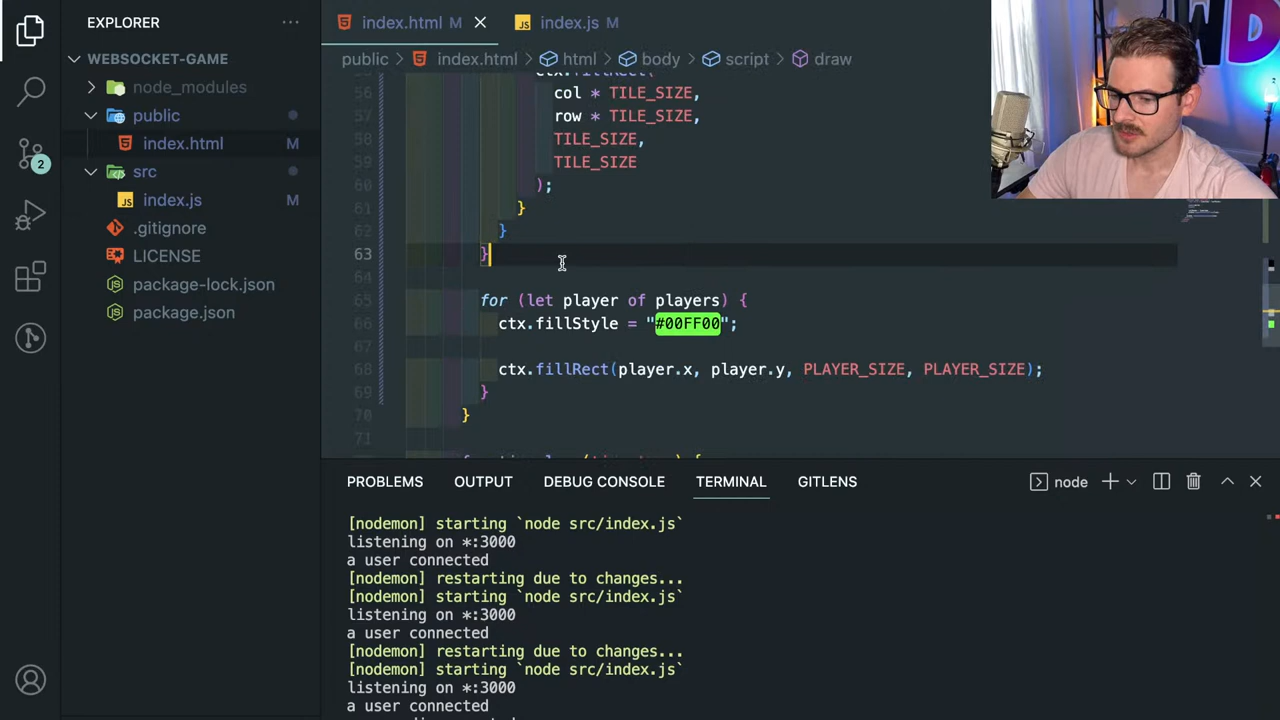 EXPLORER
WEBSOCKET-GAME
node_modules
public
index.html M
src
index.js M
.gitignore
LICENSE
package-lock.json
package.json
2
index.html M
index.js M
public > index.html > html > body > script > draw
56 col * TILE_SIZE,
57 row * TILE_SIZE,
58 TILE_SIZE,
59 TILE_SIZE
60 );
61 }
62 }
63 }
64
65 for (let player of players) {
66 ctx.fillStyle = "#00FF00";
67
68 ctx.fillRect(player.x, player.y, PLAYER_SIZE, PLAYER_SIZE);
69 }
70 }
71
PROBLEMS OUTPUT DEBUG CONSOLE TERMINAL GITLENS node
[nodemon] starting `node src/index.js`
listening on *:3000
a user connected
[nodemon] restarting due to changes...
[nodemon] starting `node src/index.js`
listening on *:3000
a user connected
[nodemon] restarting due to changes...
[nodemon] starting `node src/index.js`
listening on *:3000
a user connected